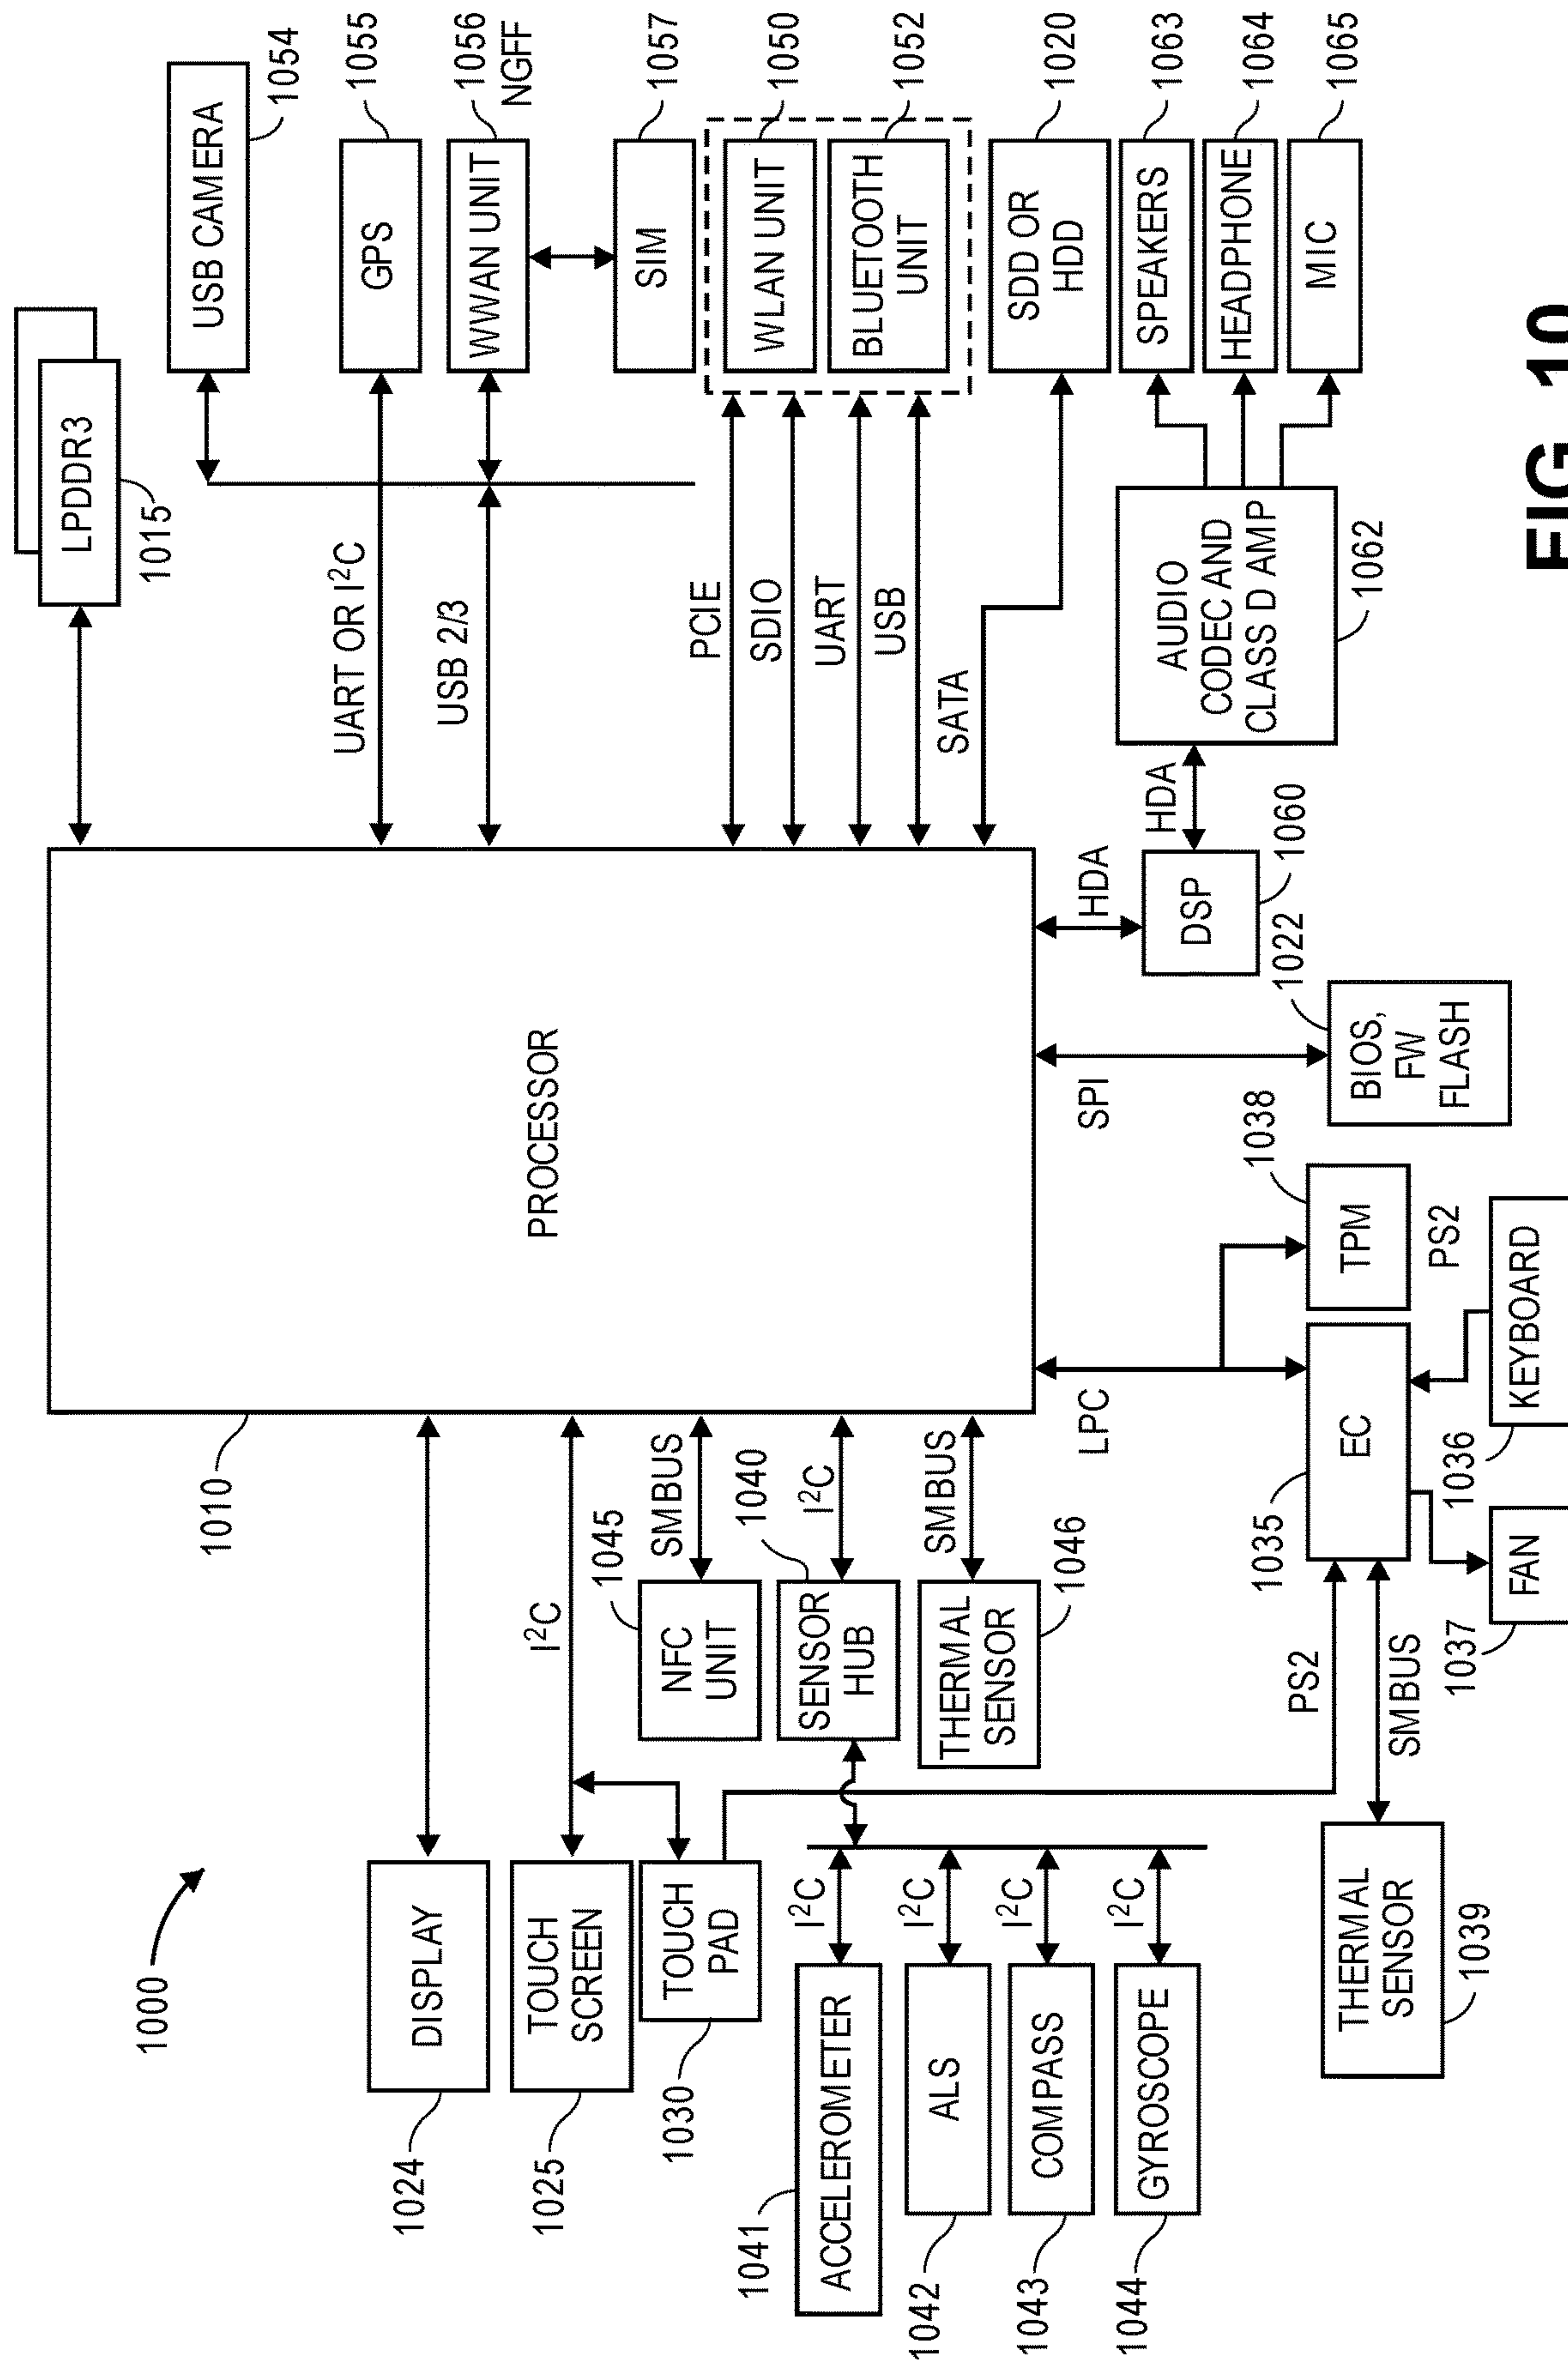 1000
LPDDR3
1015
USB CAMERA
1054
GPS
1055
UART OR I²C
WWAN UNIT
1056
NGFF
USB 2/3
SIM
1057
WLAN UNIT
1050
BLUETOOTH
UNIT
1052
PCIE
SDIO
UART
USB
SDD OR
HDD
1020
SATA
SPEAKERS
1063
HEADPHONE
1064
MIC
1065
AUDIO
CODEC AND
CLASS D AMP
1062
HDA
DSP
1060
HDA
PROCESSOR
1010
DISPLAY
1024
TOUCH
SCREEN
1025
I²C
TOUCH
PAD
1030
NFC
UNIT
1045
SMBUS
SENSOR
HUB
1040
I²C
THERMAL
SENSOR
1046
SMBUS
ACCELEROMETER
1041
I²C
ALS
1042
I²C
COMPASS
1043
I²C
GYROSCOPE
1044
I²C
SPI
BIOS,
FW
FLASH
1022
LPC
TPM
1038
EC
1035
PS2
KEYBOARD
1036
FAN
1037
PS2
SMBUS
THERMAL
SENSOR
1039
FIG. 10